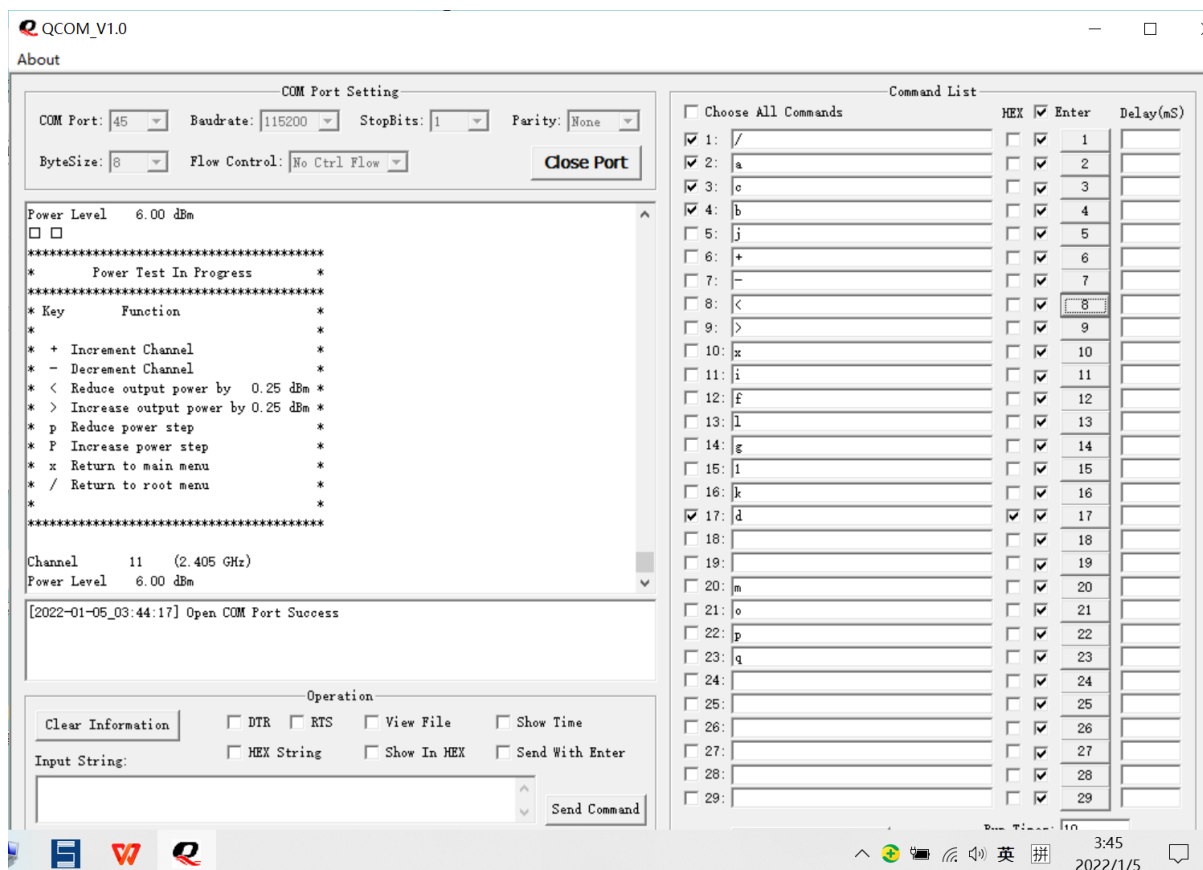 QCOM_V1.0
About
COM Port Setting
COM Port: 45 Baudrate: 115200 StopBits: 1 Parity: None
ByteSize: 8 Flow Control: No Ctrl Flow Close Port
Power Level 6.00 dBm
*****************************************
* Power Test In Progress *
*****************************************
* Key Function *
* *
* + Increment Channel *
* - Decrement Channel *
* < Reduce output power by 0.25 dBm *
* > Increase output power by 0.25 dBm *
* p Reduce power step *
* P Increase power step *
* x Return to main menu *
* / Return to root menu *
* *
*****************************************
Channel 11 (2.405 GHz)
Power Level 6.00 dBm
[2022-01-05_03:44:17] Open COM Port Success
Operation
Clear Information DTR RTS View File Show Time
HEX String Show In HEX Send With Enter
Input String:
Send Command
Command List
Choose All Commands HEX Enter Delay(mS)
1: / 1
2: a 2
3: c 3
4: b 4
5: j 5
6: + 6
7: - 7
8: < 8
9: > 9
10: x 10
11: i 11
12: f 12
13: l 13
14: g 14
15: l 15
16: k 16
17: d 17
18: 18
19: 19
20: m 20
21: o 21
22: p 22
23: q 23
24: 24
25: 25
26: 26
27: 27
28: 28
29: 29
英 拼 3:45
2022/1/5